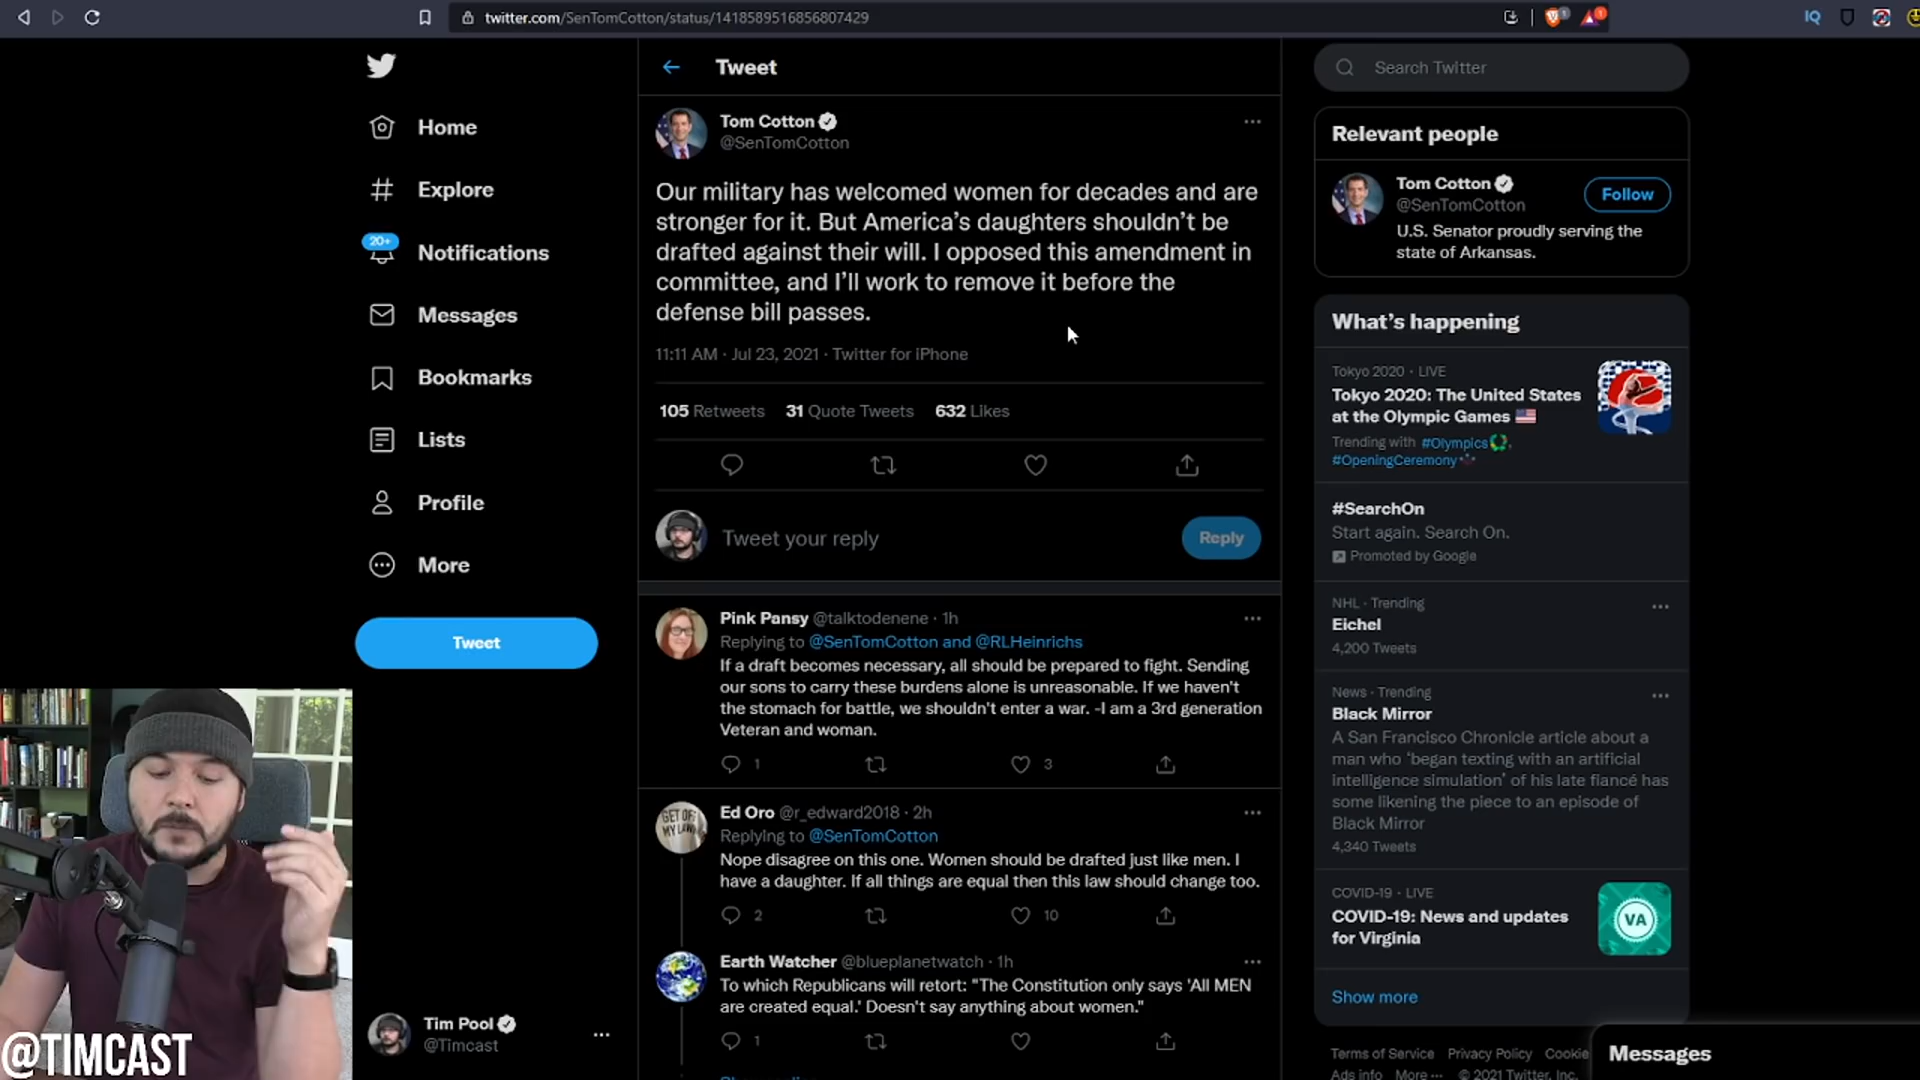 twitter.com/SenTomCotton/status/1418589516856807429
IQ
Home
Explore
20+
Notifications
Messages
Bookmarks
Lists
Profile
More
Tweet
Tim Pool
@Timcast
@TIMCAST
Tweet
Tom Cotton
@SenTomCotton
Our military has welcomed women for decades and are
stronger for it. But America’s daughters shouldn’t be
drafted against their will. I opposed this amendment in
committee, and I’ll work to remove it before the
defense bill passes.
11:11 AM · Jul 23, 2021 · Twitter for iPhone
105 Retweets 31 Quote Tweets 632 Likes
Tweet your reply
Reply
Pink Pansy @talktodenene · 1h
Replying to @SenTomCotton and @RLHeinrichs
If a draft becomes necessary, all should be prepared to fight. Sending
our sons to carry these burdens alone is unreasonable. If we haven't
the stomach for battle, we shouldn't enter a war. -I am a 3rd generation
Veteran and woman.
1 3
GET OFF
MY LAWN
Ed Oro @r_edward2018 · 2h
Replying to @SenTomCotton
Nope disagree on this one. Women should be drafted just like men. I
have a daughter. If all things are equal then this law should change too.
2 10
Earth Watcher @blueplanetwatch · 1h
To which Republicans will retort: "The Constitution only says 'All MEN
are created equal.' Doesn't say anything about women."
1
Search Twitter
Relevant people
Tom Cotton
@SenTomCotton
Follow
U.S. Senator proudly serving the
state of Arkansas.
What’s happening
Tokyo 2020 · LIVE
Tokyo 2020: The United States
at the Olympic Games
Trending with #Olympics,
#OpeningCeremony
#SearchOn
Start again. Search On.
Promoted by Google
NHL · Trending
Eichel
4,200 Tweets
News · Trending
Black Mirror
A San Francisco Chronicle article about a
man who ‘began texting with an artificial
intelligence simulation’ of his late fiancé has
some likening the piece to an episode of
Black Mirror
4,340 Tweets
COVID-19 · LIVE
COVID-19: News and updates
for Virginia
VA
Show more
Terms of Service Privacy Policy Cookie
Ads info More ··· © 2021 Twitter, Inc.
Messages